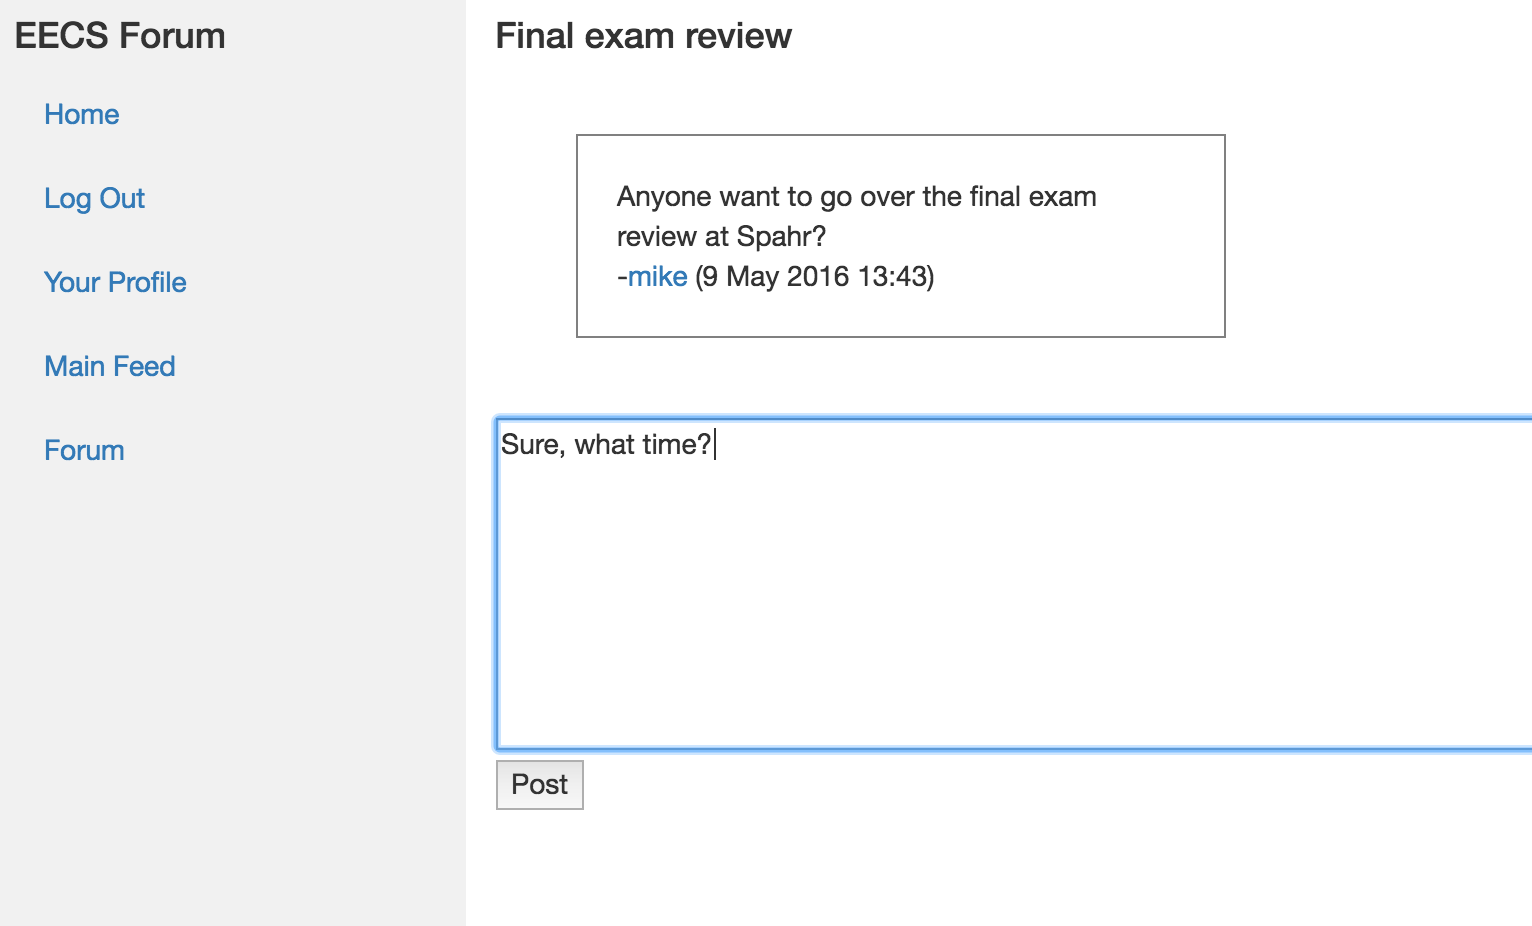 EECS Forum
Home
Log Out
Your Profile
Main Feed
Forum
Final exam review
Anyone want to go over the final exam
review at Spahr?
-mike (9 May 2016 13:43)
Sure, what time?
Post